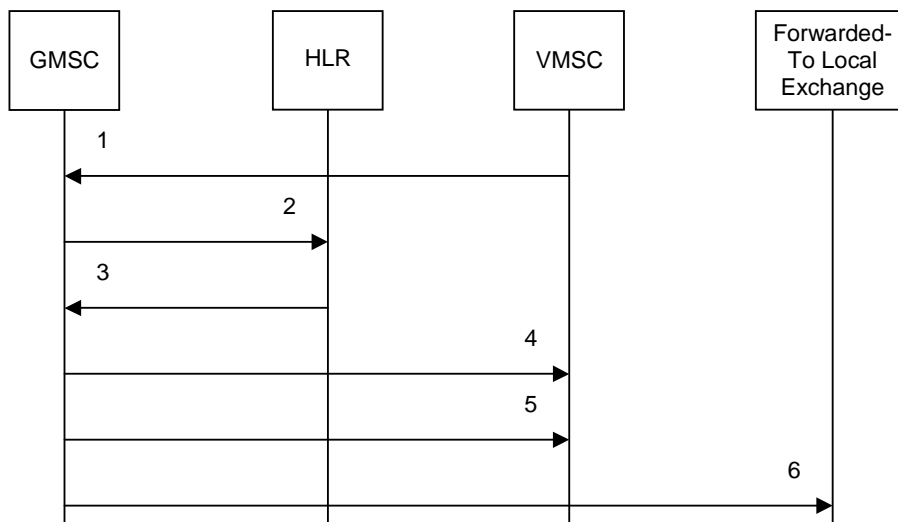 GMSC
HLR
VMSC
Forwarded-
To Local
Exchange
1
2
3
4
5
6